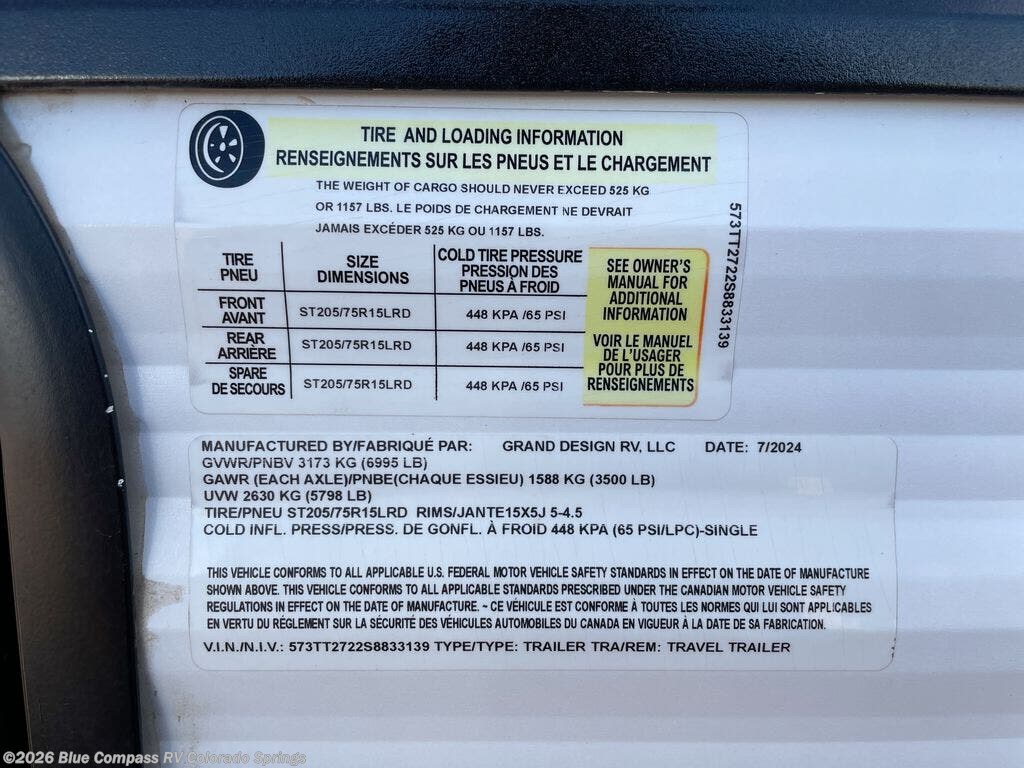 TIRE AND LOADING INFORMATION
RENSEIGNEMENTS SUR LES PNEUS ET LE CHARGEMENT
THE WEIGHT OF CARGO SHOULD NEVER EXCEED 525 KG
OR 1157 LBS. LE POIDS DE CHARGEMENT NE DEVRAIT
JAMAIS EXCÉDER 525 KG OU 1157 LBS.
TIRE
PNEU
SIZE
DIMENSIONS
COLD TIRE PRESSURE
PRESSION DES
PNEUS À FROID
FRONT
AVANT
ST205/75R15LRD
448 KPA /65 PSI
REAR
ARRIÈRE
ST205/75R15LRD
448 KPA /65 PSI
SPARE
DE SECOURS
ST205/75R15LRD
448 KPA /65 PSI
SEE OWNER'S
MANUAL FOR
ADDITIONAL
INFORMATION
VOIR LE MANUEL
DE L'USAGER
POUR PLUS DE
RENSEIGNEMENTS
573TT2722S8833139
MANUFACTURED BY/FABRIQUÉ PAR: GRAND DESIGN RV, LLC DATE: 7/2024
GVWR/PNBV 3173 KG (6995 LB)
GAWR (EACH AXLE)/PNBE(CHAQUE ESSIEU) 1588 KG (3500 LB)
UVW 2630 KG (5798 LB)
TIRE/PNEU ST205/75R15LRD RIMS/JANTE15X5J 5-4.5
COLD INFL. PRESS/PRESS. DE GONFL. À FROID 448 KPA (65 PSI/LPC)-SINGLE
THIS VEHICLE CONFORMS TO ALL APPLICABLE U.S. FEDERAL MOTOR VEHICLE SAFETY STANDARDS IN EFFECT ON THE DATE OF MANUFACTURE
SHOWN ABOVE. THIS VEHICLE CONFORMS TO ALL APPLICABLE STANDARDS PRESCRIBED UNDER THE CANADIAN MOTOR VEHICLE SAFETY
REGULATIONS IN EFFECT ON THE DATE OF MANUFACTURE. ~ CE VÉHICULE EST CONFORME À TOUTES LES NORMES QUI LUI SONT APPLICABLES
EN VERTU DU RÉGLEMENT SUR LA SÉCURITÉ DES VÉHICULES AUTOMOBILES DU CANADA EN VIGUEUR À LA DATE DE SA FABRICATION.
V.I.N./N.I.V.: 573TT2722S8833139 TYPE/TYPE: TRAILER TRA/REM: TRAVEL TRAILER
©2026 Blue Compass RV Colorado Springs